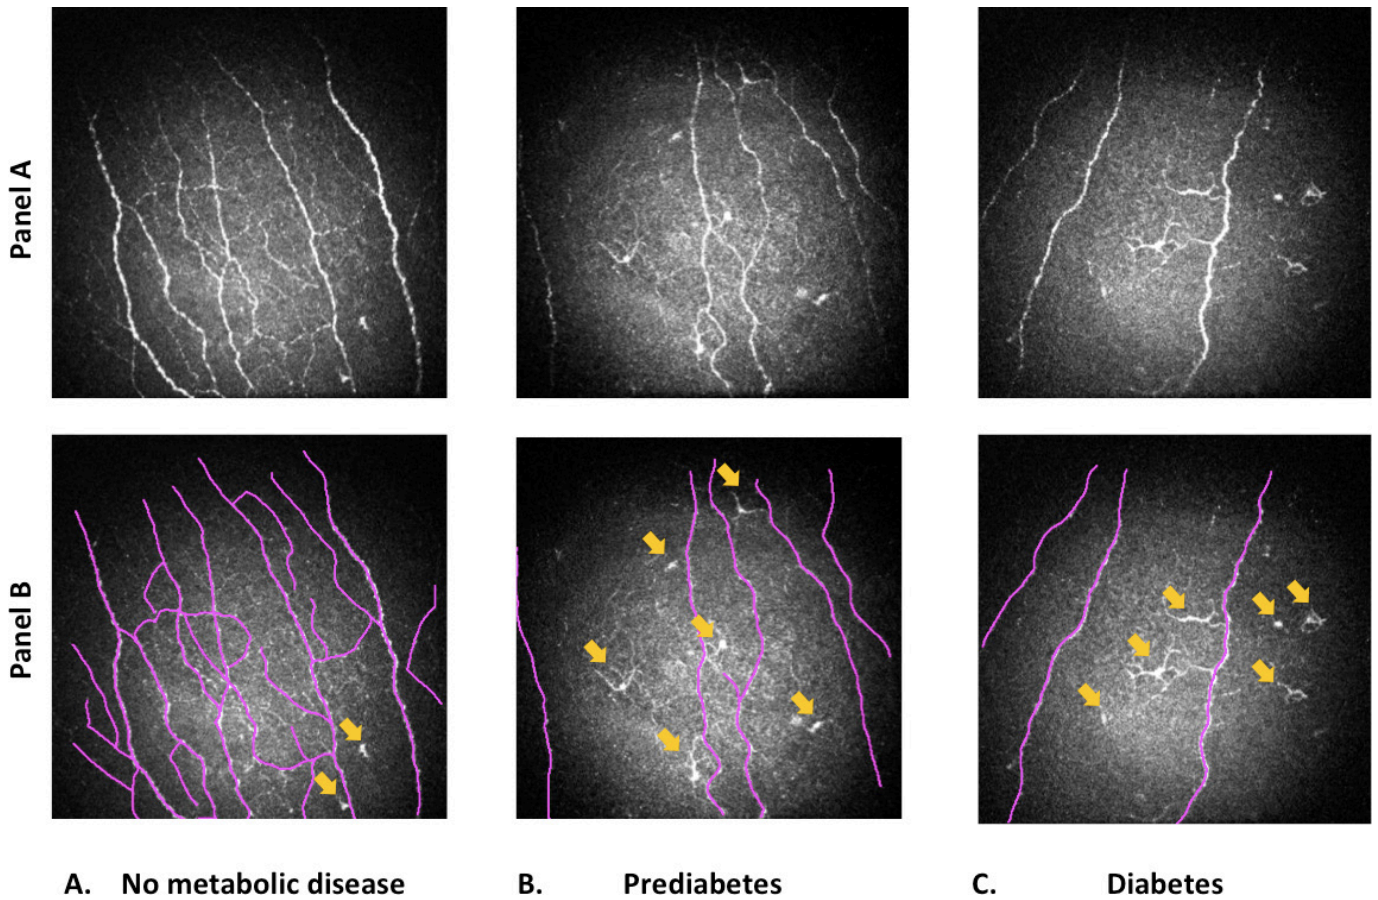 Panel A
Panel B
A. No metabolic disease
B. Prediabetes
C. Diabetes